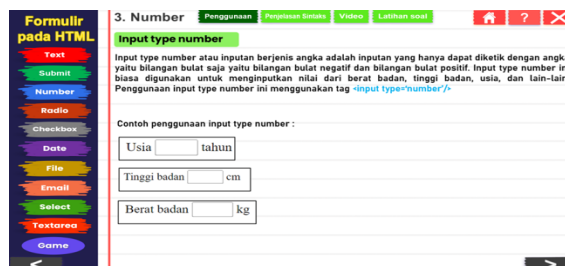 Formulir
pada HTML
Text
Submit
Number
Radio
Checkbox
Date
File
Email
Select
Textarea
Game
<
3. Number
Penggunaan
Penjelasan Sintaks
Video
Latihan soal
?
Input type number
Input type number atau inputan berjenis angka adalah inputan yang hanya dapat diketik dengan angk
yaitu bilangan bulat saja yaitu bilangan bulat negatif dan bilangan bulat positif. Input type number in
biasa digunakan untuk menginputkan nilai dari berat badan, tinggi badan, usia, dan lain-lain
Penggunaan input type number ini menggunakan tag <input type='number'/>
Contoh penggunaan input type number :
Usia tahun
Tinggi badan cm
Berat badan kg
>